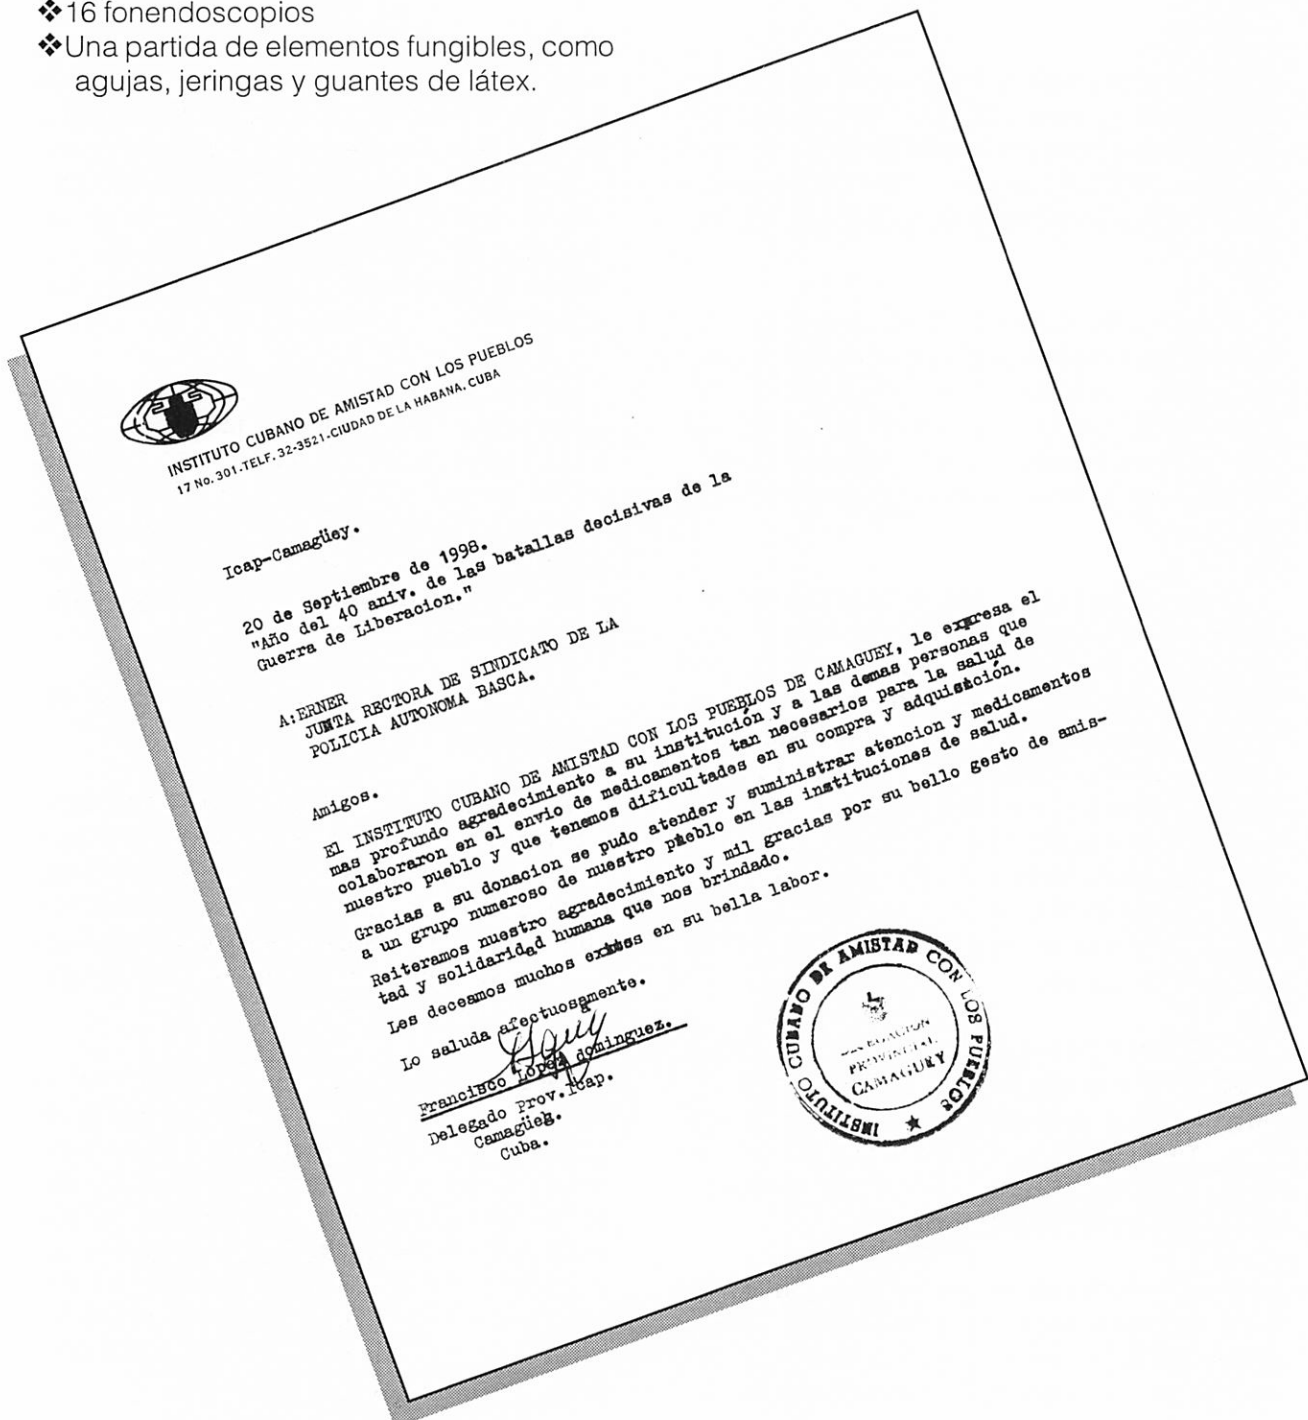 ❖16 fonendoscopios
❖Una partida de elementos fungibles, como
agujas, jeringas y guantes de látex.
INSTITUTO CUBANO DE AMISTAD CON LOS PUEBLOS
17 No. 301.TELF. 32-3521.CIUDAD DE LA HABANA. CUBA
Icap-Camagüey.
20 de Septiembre de 1998.
"Año del 40 aniv. de las batallas decisivas de la
Guerra de Liberacion."
A:ERNER
JUNTA RECTORA DE SINDICATO DE LA
POLICIA AUTONOMA BASCA.
Amigos.
El INSTITUTO CUBANO DE AMISTAD CON LOS PUEBLOS DE CAMAGUEY, le expresa el
mas profundo agradecimiento a su institución y a las demas personas que
colaboraron en el envio de medicamentos tan necesarios para la salud de
nuestro pueblo y que tenemos dificultades en su compra y adquisición.
Gracias a su donacion se pudo atender y suministrar atencion y medicamentos
a un grupo numeroso de nuestro pueblo en las instituciones de salud.
Reiteramos nuestro agradecimiento y mil gracias por su bello gesto de amis-
tad y solidaridad humana que nos brindado.
Les deceamos muchos exitos en su bella labor.
Lo saluda afectuosamente.
Francisco López dominguez.
Delegado Prov.Icap.
Camagüey.
Cuba.
INSTITUTO CUBANO DE AMISTAD CON LOS PUEBLOS
PROVINCIAL
CAMAGUEY